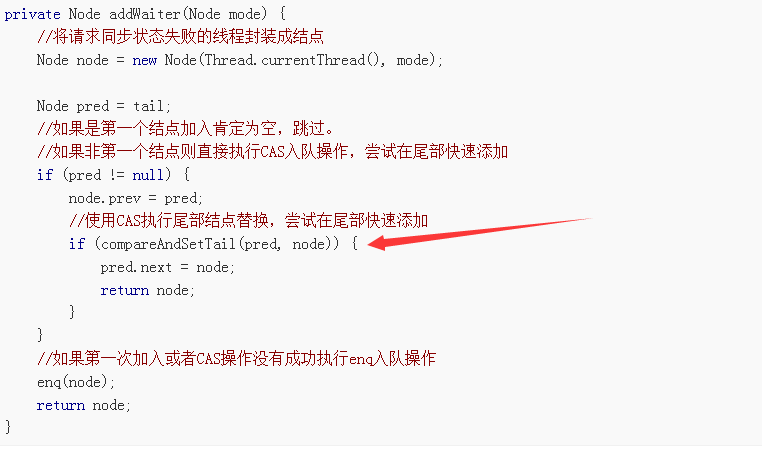 private Node addWaiter(Node mode) {
//将请求同步状态失败的线程封装成结点
Node node = new Node(Thread.currentThread(), mode);
Node pred = tail;
//如果是第一个结点加入肯定为空，跳过。
//如果非第一个结点则直接执行CAS入队操作，尝试在尾部快速添加
if (pred != null) {
node.prev = pred;
//使用CAS执行尾部结点替换，尝试在尾部快速添加
if (compareAndSetTail(pred, node)) {
pred.next = node;
return node;
}
}
//如果第一次加入或者CAS操作没有成功执行enq入队操作
enq(node);
return node;
}